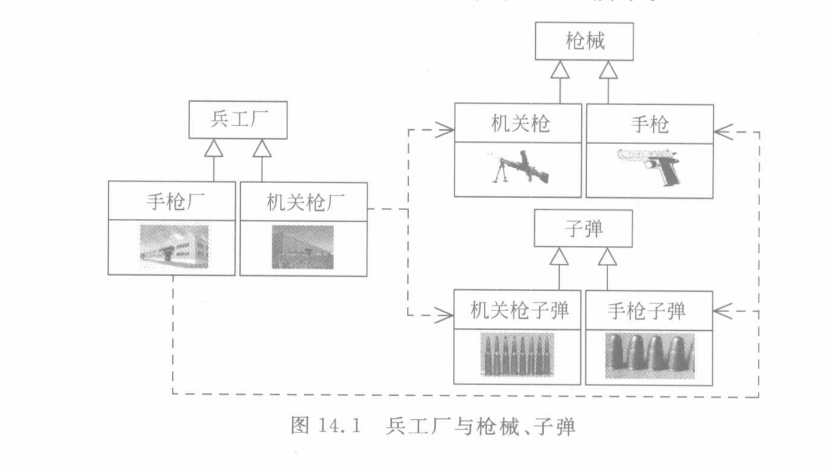 枪械
兵工厂
机关枪
手枪
手枪厂
机关枪厂
子弹
机关枪子弹
手枪子弹
图 14.1 兵工厂与枪械、子弹